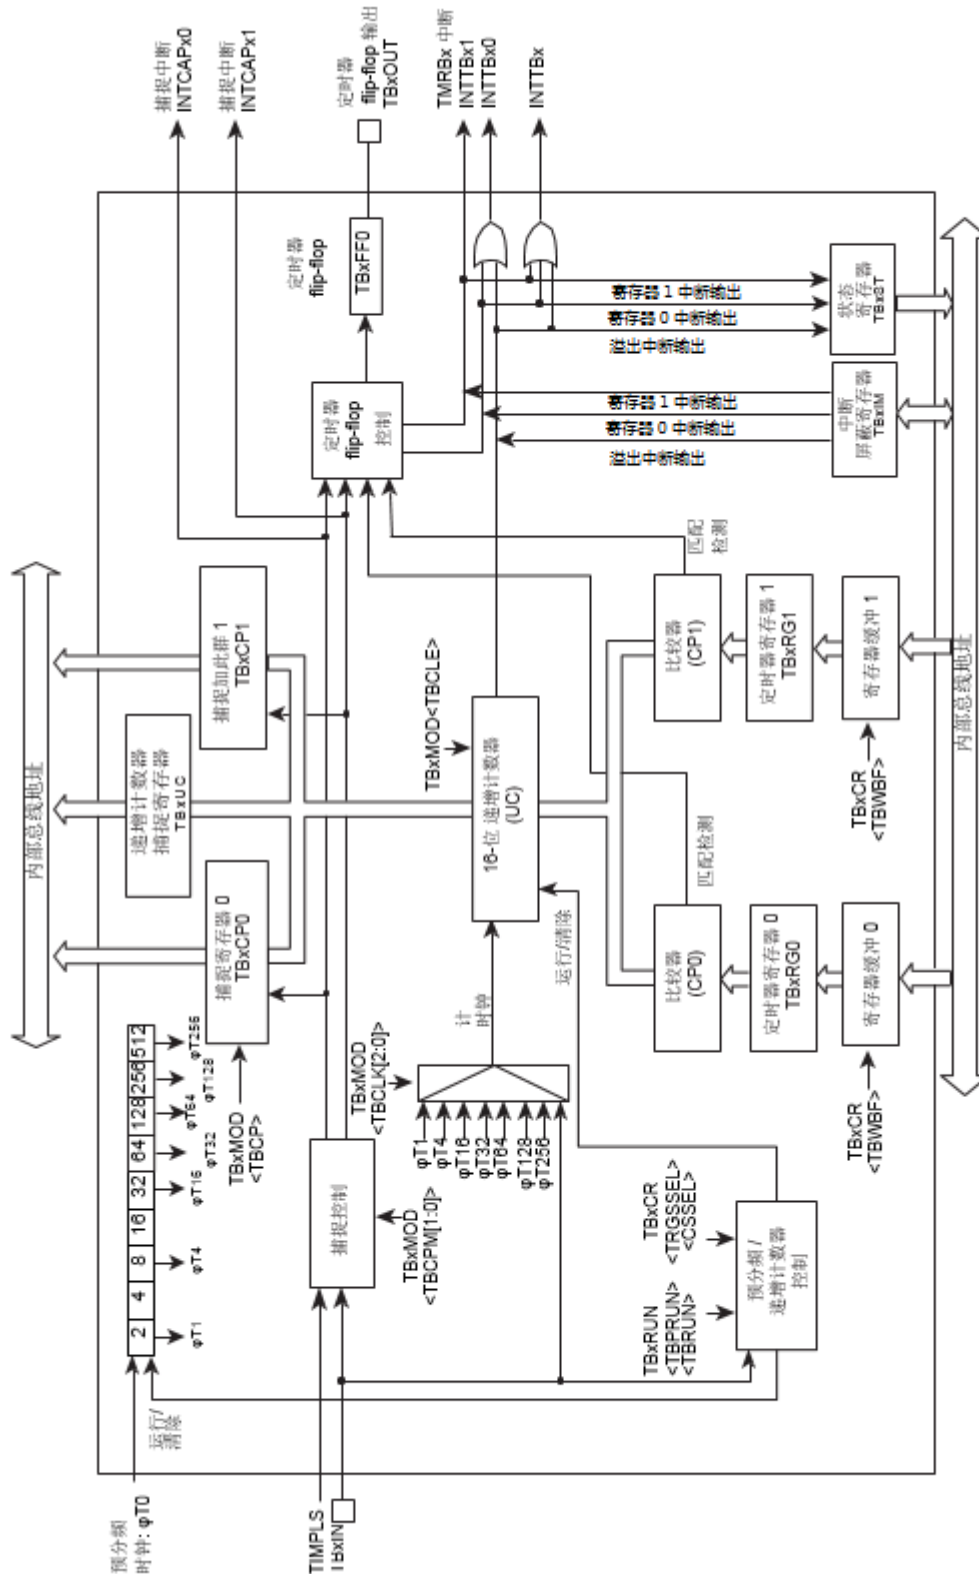 预分频
时钟: φT0
运行/
清除
2 4 8 16 32 64 128 256 512
φT1
φT4
φT16
φT32
φT64
φT128
φT256
内部总线地址
TBxMOD
<TBCP>
捕捉寄存器 0
TBxCP0
递增计数器
捕捉寄存器
TBxUC
捕捉加此群 1
TBxCP1
捕捉中断
INTCAPx0
捕捉中断
INTCAPx1
TIMPLS
TBxIN
捕捉控制
TBxMOD
<TBCPM[1:0]>
TBxMOD
<TBCLK[2:0]>
φT1
φT4
φT16
φT32
φT64
φT128
φT256
计
时钟
TBxMOD<TBCLE>
16-位 递增计数器
(UC)
运行/清除
定时器
flip-flop
控制
定时器
flip-flop
TBxFF0
定时器
flip-flop 输出
TBxOUT
TMRBx 中断
INTTBx1
INTTBx0
INTTBx
寄存器 1 中断输出
寄存器 0 中断输出
溢出中断输出
寄存器 1 中断输出
寄存器 0 中断输出
溢出中断输出
状态
寄存器
TBxST
中断
屏蔽寄存器
TBxIM
TBxRUN
<TBPRUN>
<TBRUN>
TBxCR
<TRGSSEL>
<CSSEL>
预分频/
递增计数器
控制
匹配检测
比较器
(CP0)
定时器寄存器 0
TBxRG0
寄存器缓冲 0
TBxCR
<TBWBF>
匹配
检测
比较器
(CP1)
定时器寄存器 1
TBxRG1
寄存器缓冲 1
TBxCR
<TBWBF>
内部总线地址